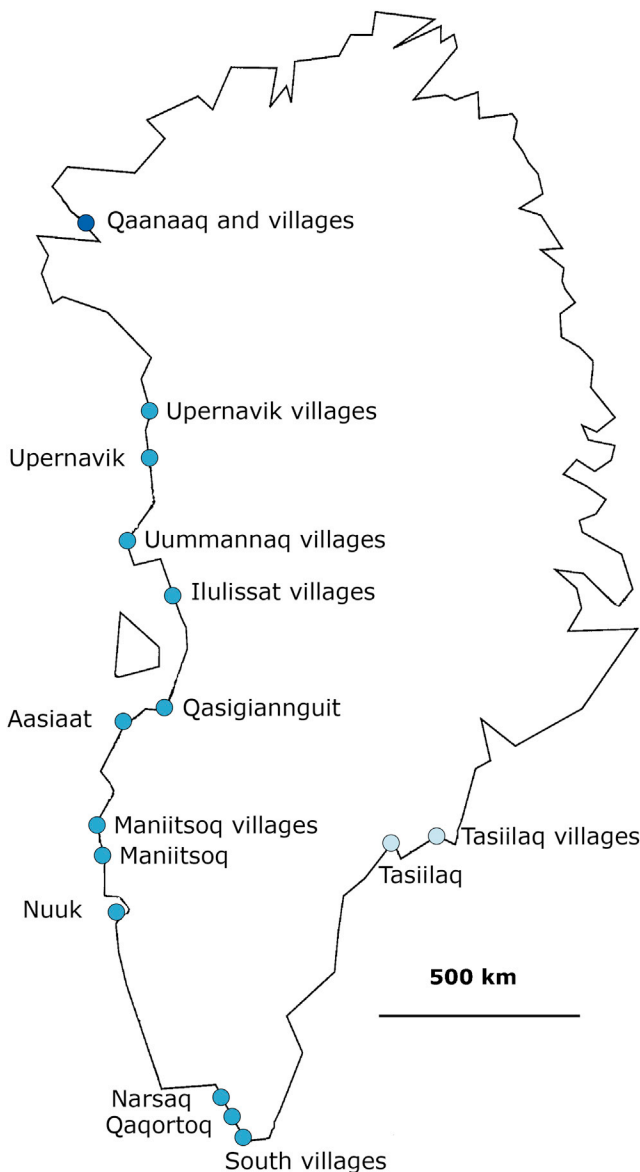 Qaanaaq and villages
Upernavik villages
Upernavik
Uummannaq villages
Ilulissat villages
Qasigiannguit
Aasiaat
Maniitsoq villages
Tasiilaq villages
Maniitsoq
Tasiilaq
Nuuk
500 km
Narsaq
Qaqortoq
South villages